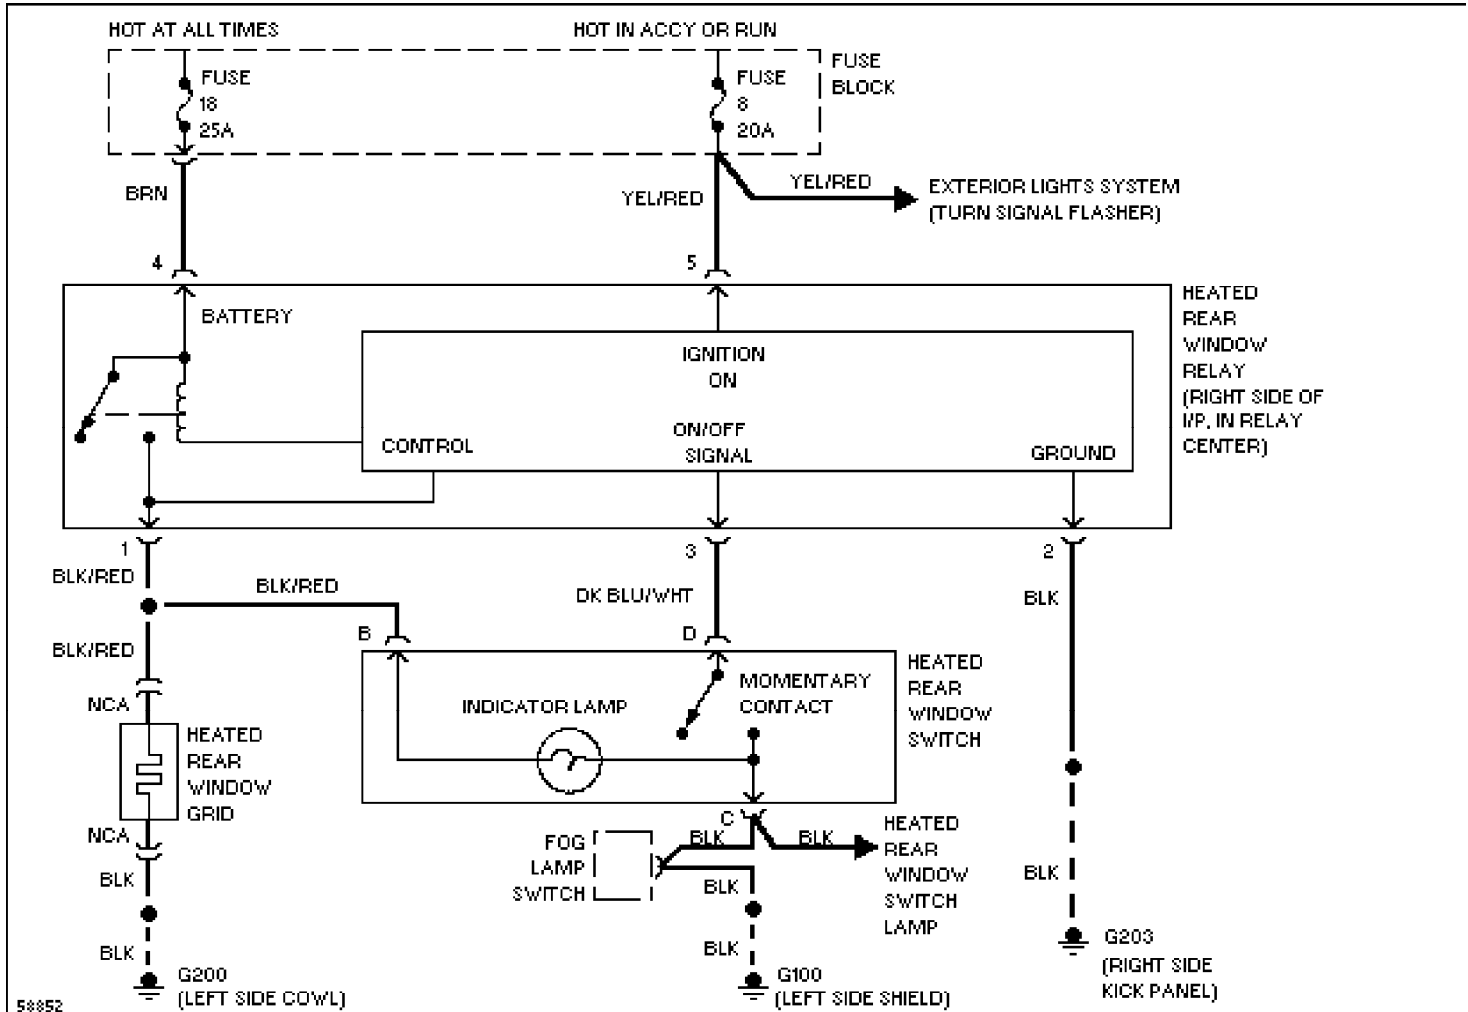 HOT AT ALL TIMES
HOT IN ACCY OR RUN
FUSE
18
25A
FUSE
8
20A
FUSE
BLOCK
BRN
YEL/RED
YEL/RED
EXTERIOR LIGHTS SYSTEM
(TURN SIGNAL FLASHER)
4
5
BATTERY
IGNITION
ON
CONTROL
ON/OFF
SIGNAL
GROUND
HEATED
REAR
WINDOW
RELAY
(RIGHT SIDE OF
I/P, IN RELAY
CENTER)
1
3
2
BLK/RED
BLK/RED
DK BLU/WHT
BLK
BLK/RED
B
D
NCA
HEATED
REAR
WINDOW
GRID
NCA
BLK
BLK
G200
(LEFT SIDE COWL)
INDICATOR LAMP
MOMENTARY
CONTACT
HEATED
REAR
WINDOW
SWITCH
C
BLK
BLK
FOG
LAMP
SWITCH
HEATED
REAR
WINDOW
SWITCH
LAMP
BLK
BLK
G100
(LEFT SIDE SHIELD)
BLK
G203
(RIGHT SIDE
KICK PANEL)
58852